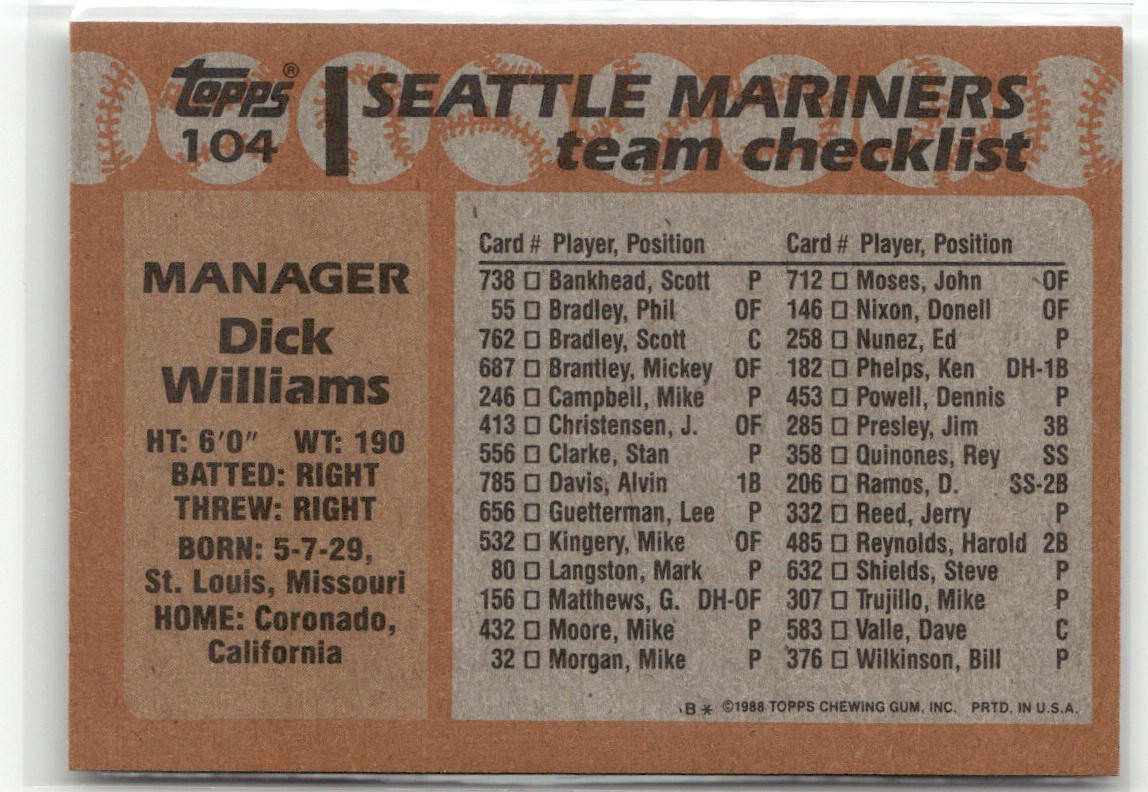 Topps®
104
SEATTLE MARINERS
team checklist
MANAGER
Dick
Williams
HT: 6'0" WT: 190
BATTED: RIGHT
THREW: RIGHT
BORN: 5-7-29,
St. Louis, Missouri
HOME: Coronado,
California
Card # Player, Position
738 □ Bankhead, Scott P
55 □ Bradley, Phil OF
762 □ Bradley, Scott C
687 □ Brantley, Mickey OF
246 □ Campbell, Mike P
413 □ Christensen, J. OF
556 □ Clarke, Stan P
785 □ Davis, Alvin 1B
656 □ Guetterman, Lee P
532 □ Kingery, Mike OF
80 □ Langston, Mark P
156 □ Matthews, G. DH-OF
432 □ Moore, Mike P
32 □ Morgan, Mike P
Card # Player, Position
712 □ Moses, John OF
146 □ Nixon, Donell OF
258 □ Nunez, Ed P
182 □ Phelps, Ken DH-1B
453 □ Powell, Dennis P
285 □ Presley, Jim 3B
358 □ Quinones, Rey SS
206 □ Ramos, D. SS-2B
332 □ Reed, Jerry P
485 □ Reynolds, Harold 2B
632 □ Shields, Steve P
307 □ Trujillo, Mike P
583 □ Valle, Dave C
376 □ Wilkinson, Bill P
B* ©1988 TOPPS CHEWING GUM, INC. PRTD. IN U.S.A.